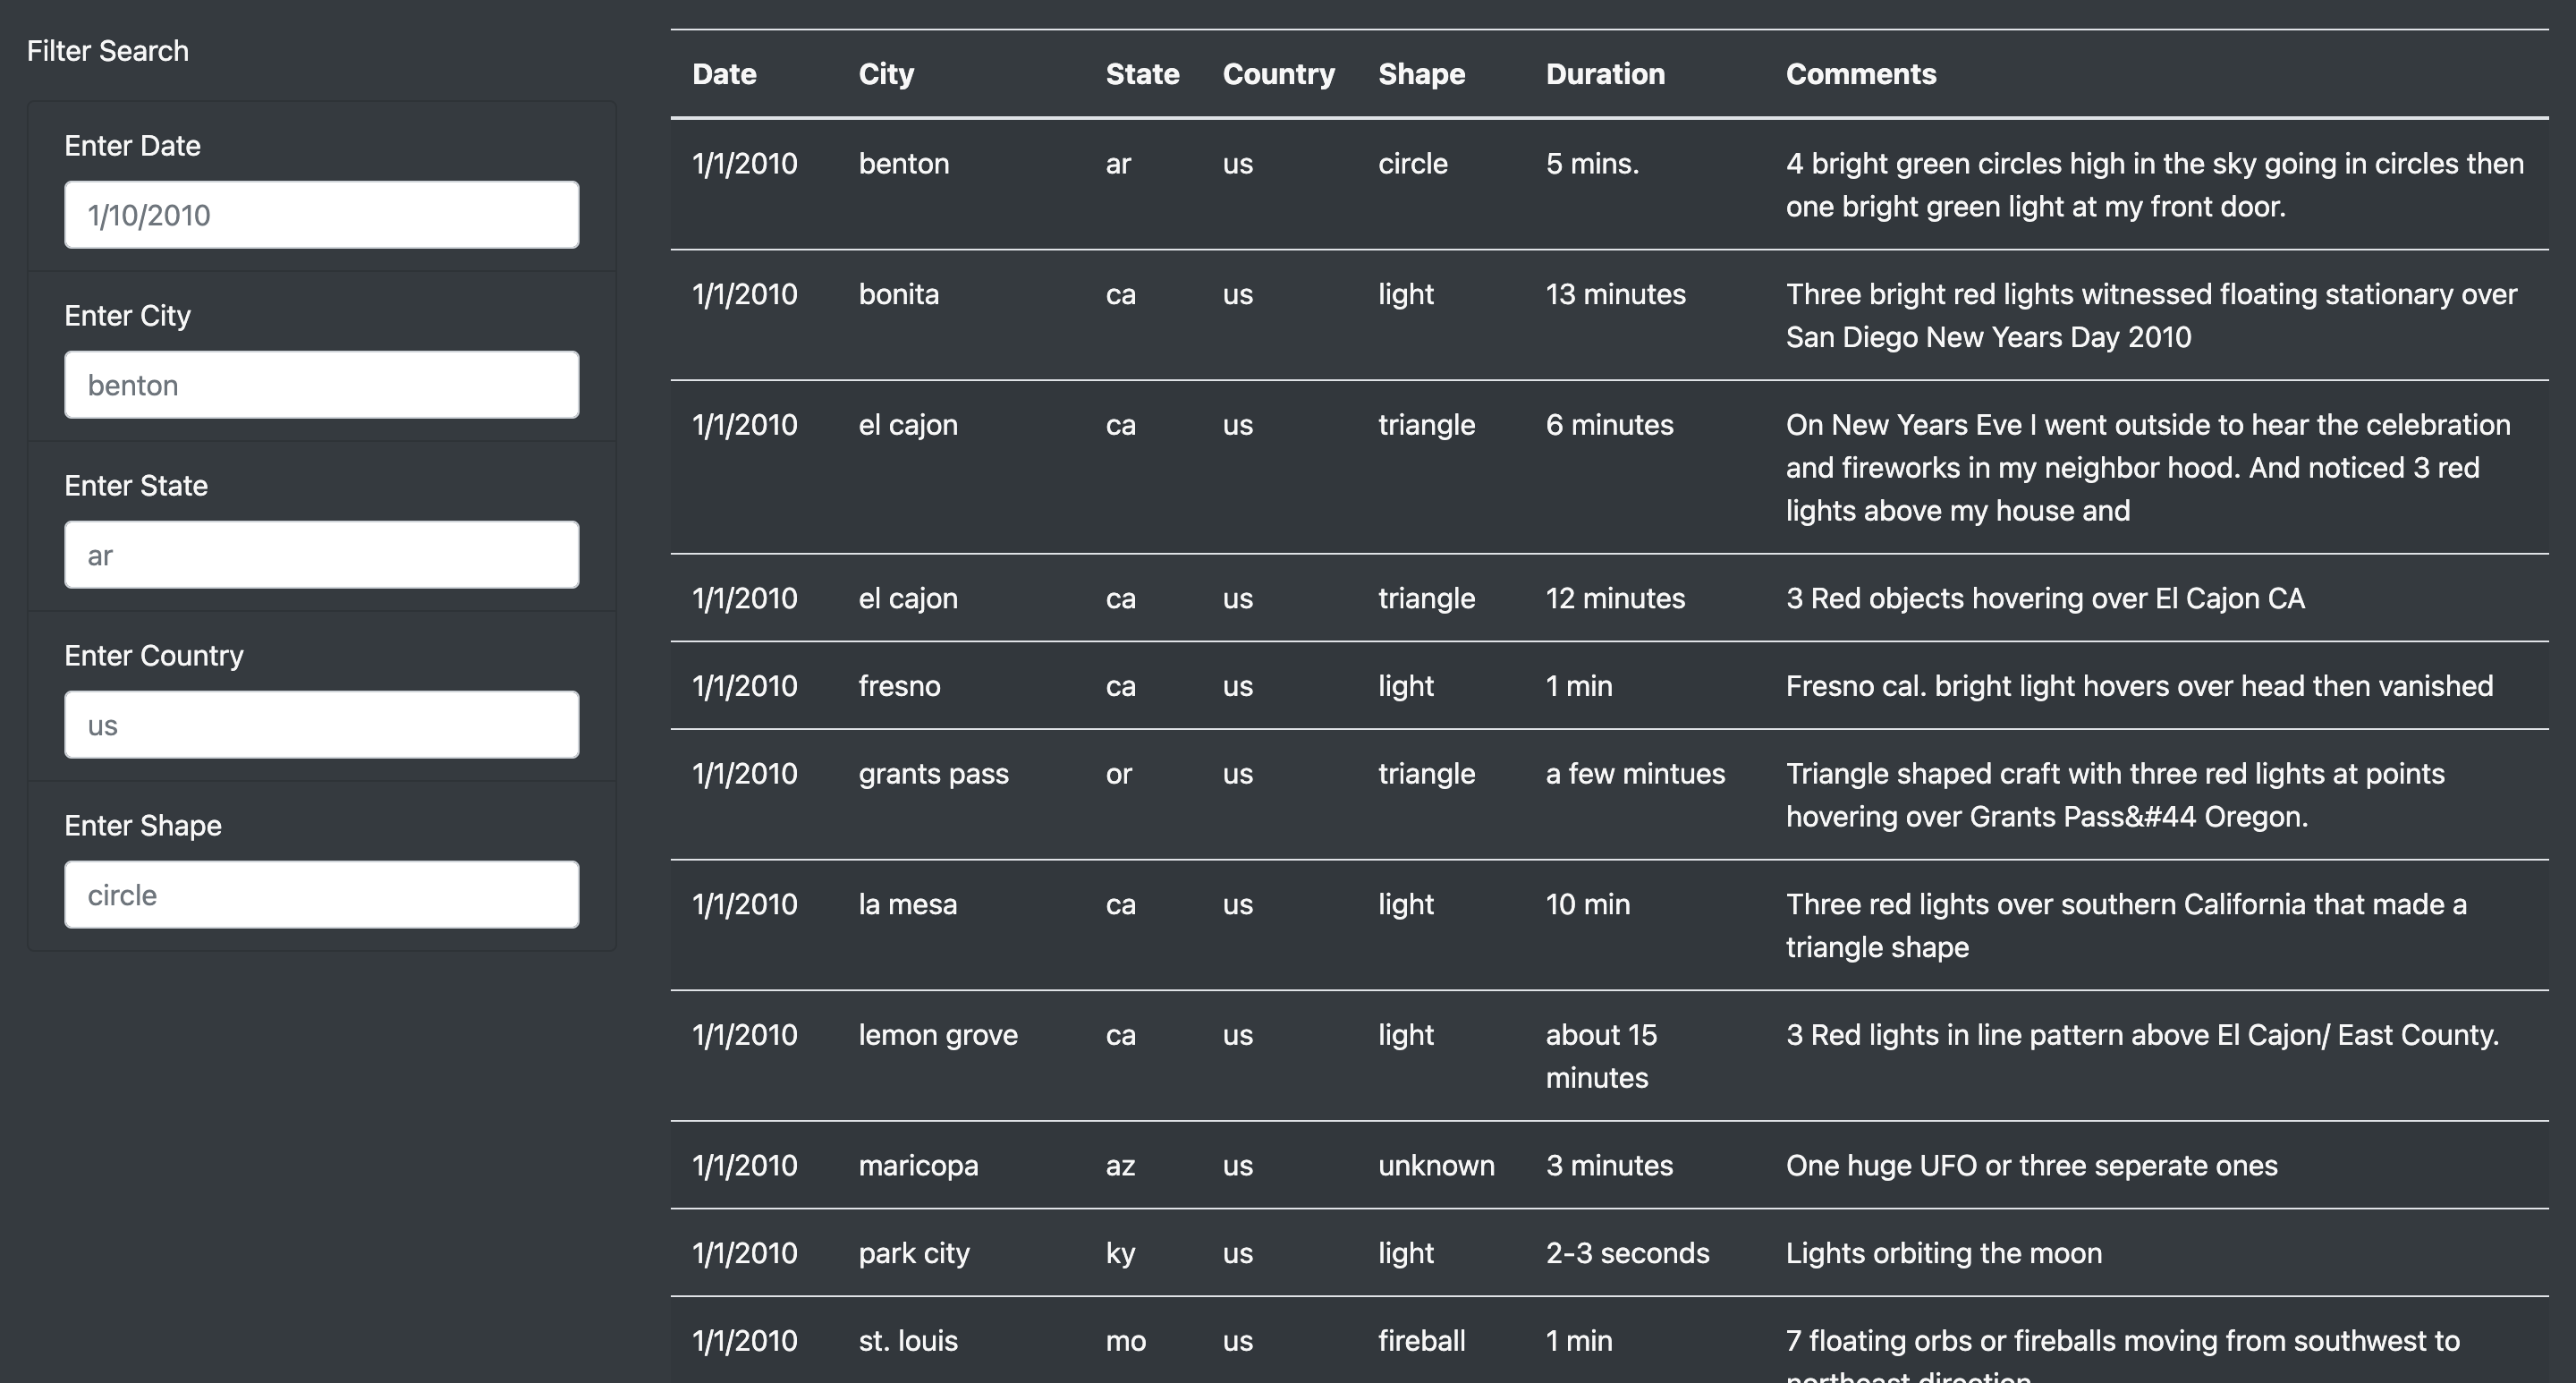 Filter Search
Enter Date
1/10/2010
Enter City
benton
Enter State
ar
Enter Country
us
Enter Shape
circle
Date City State Country Shape Duration Comments
1/1/2010 benton ar us circle 5 mins. 4 bright green circles high in the sky going in circles then
one bright green light at my front door.
1/1/2010 bonita ca us light 13 minutes Three bright red lights witnessed floating stationary over
San Diego New Years Day 2010
1/1/2010 el cajon ca us triangle 6 minutes On New Years Eve I went outside to hear the celebration
and fireworks in my neighbor hood. And noticed 3 red
lights above my house and
1/1/2010 el cajon ca us triangle 12 minutes 3 Red objects hovering over El Cajon CA
1/1/2010 fresno ca us light 1 min Fresno cal. bright light hovers over head then vanished
1/1/2010 grants pass or us triangle a few mintues Triangle shaped craft with three red lights at points
hovering over Grants Pass&#44 Oregon.
1/1/2010 la mesa ca us light 10 min Three red lights over southern California that made a
triangle shape
1/1/2010 lemon grove ca us light about 15 3 Red lights in line pattern above El Cajon/ East County.
minutes
1/1/2010 maricopa az us unknown 3 minutes One huge UFO or three seperate ones
1/1/2010 park city ky us light 2-3 seconds Lights orbiting the moon
1/1/2010 st. louis mo us fireball 1 min 7 floating orbs or fireballs moving from southwest to
northeast direction